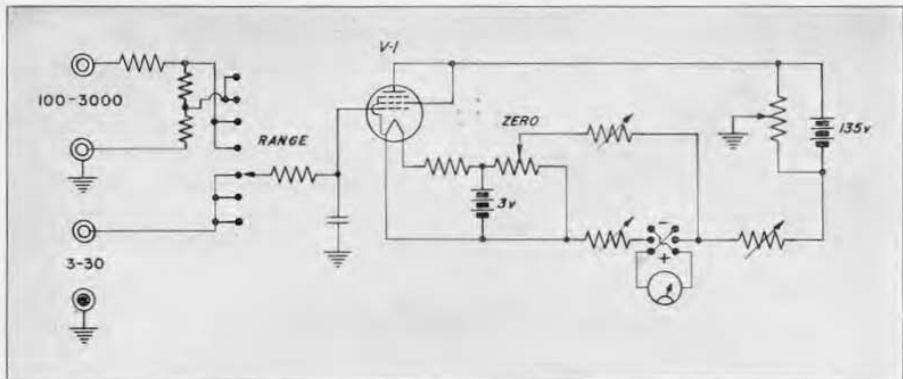 V-1
100-3000
RANGE
ZERO
135v
3v
3-30
-
+